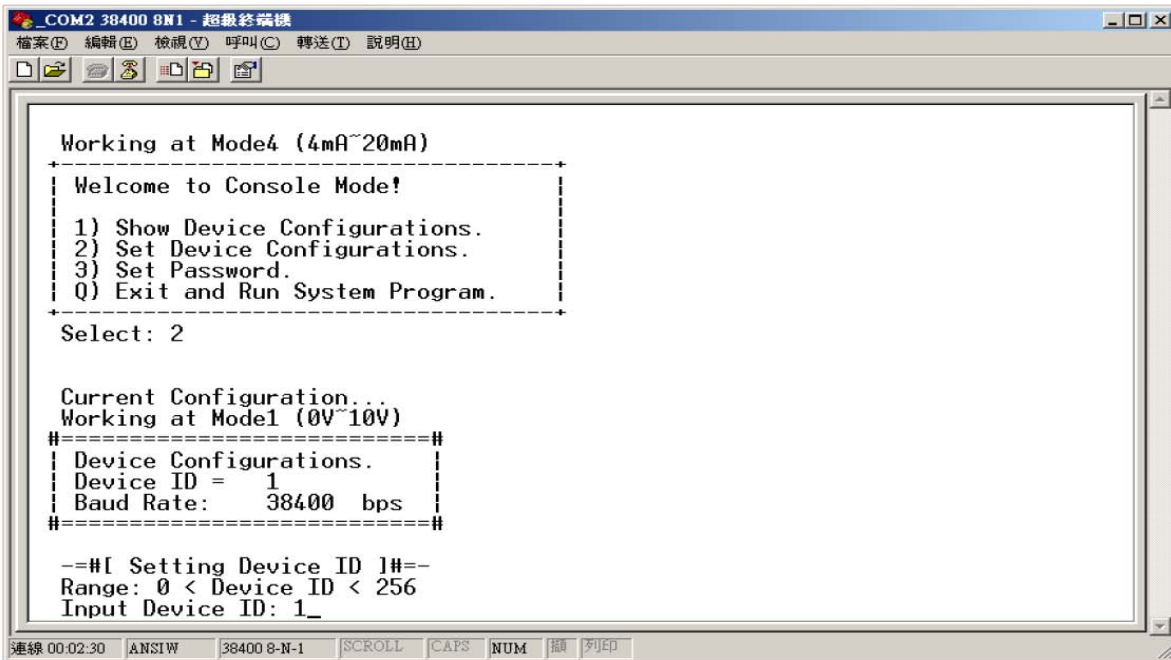 _COM2 38400 8N1 - 超級終端機
檔案(F) 編輯(E) 檢視(V) 呼叫(C) 轉送(T) 說明(H)
Working at Mode4 (4mA~20mA)
+-------------------------------------+
| Welcome to Console Mode! |
| 1) Show Device Configurations. |
| 2) Set Device Configurations. |
| 3) Set Password. |
| Q) Exit and Run System Program. |
+-------------------------------------+
Select: 2
Current Configuration...
Working at Mode1 (0V~10V)
#===========================#
| Device Configurations. |
| Device ID = 1 |
| Baud Rate: 38400 bps |
#===========================#
-=#[ Setting Device ID ]#=-
Range: 0 < Device ID < 256
Input Device ID: 1_
連線 00:02:30 ANSIW 38400 8-N-1 SCROLL CAPS NUM 擷 列印